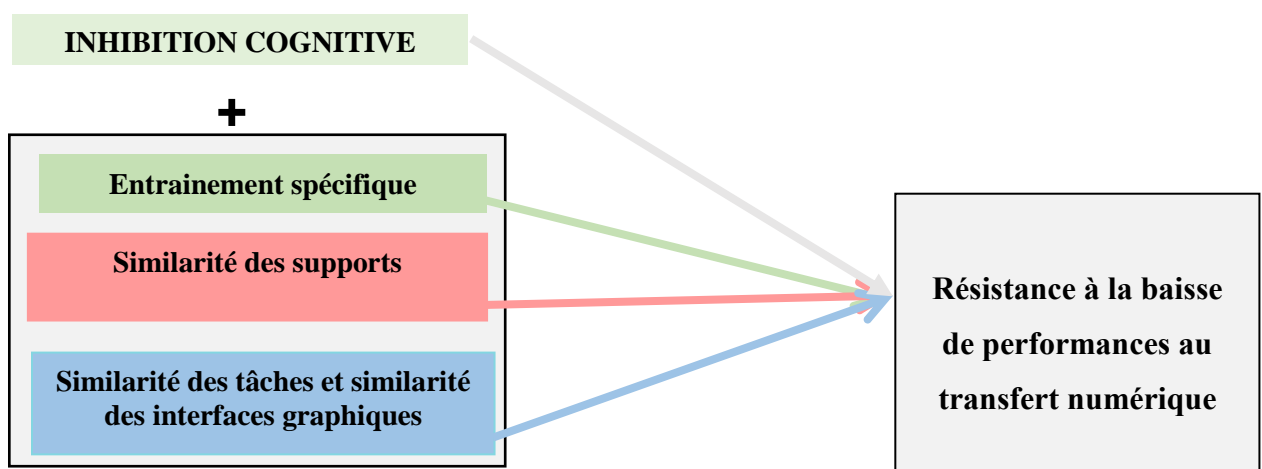 INHIBITION COGNITIVE
+
Entrainement spécifique
Similarité des supports
Similarité des tâches et similarité
des interfaces graphiques
Résistance à la baisse
de performances au
transfert numérique